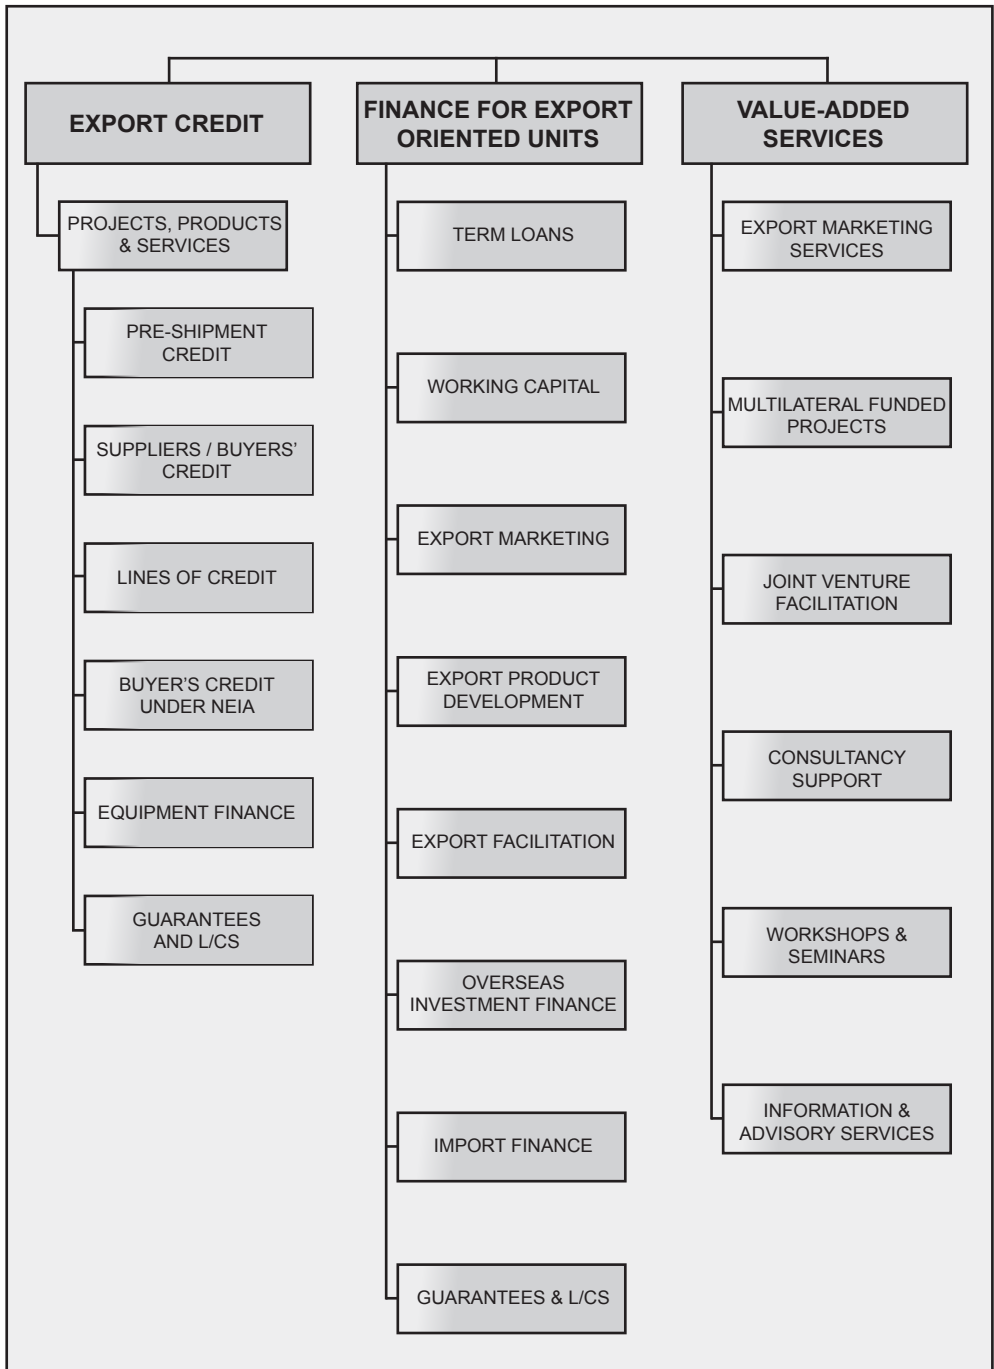 EXPORT CREDIT
PROJECTS, PRODUCTS
& SERVICES
PRE-SHIPMENT
CREDIT
SUPPLIERS / BUYERS’
CREDIT
LINES OF CREDIT
BUYER’S CREDIT
UNDER NEIA
EQUIPMENT FINANCE
GUARANTEES
AND L/CS
FINANCE FOR EXPORT
ORIENTED UNITS
TERM LOANS
WORKING CAPITAL
EXPORT MARKETING
EXPORT PRODUCT
DEVELOPMENT
EXPORT FACILITATION
OVERSEAS
INVESTMENT FINANCE
IMPORT FINANCE
GUARANTEES & L/CS
VALUE-ADDED
SERVICES
EXPORT MARKETING
SERVICES
MULTILATERAL FUNDED
PROJECTS
JOINT VENTURE
FACILITATION
CONSULTANCY
SUPPORT
WORKSHOPS &
SEMINARS
INFORMATION &
ADVISORY SERVICES